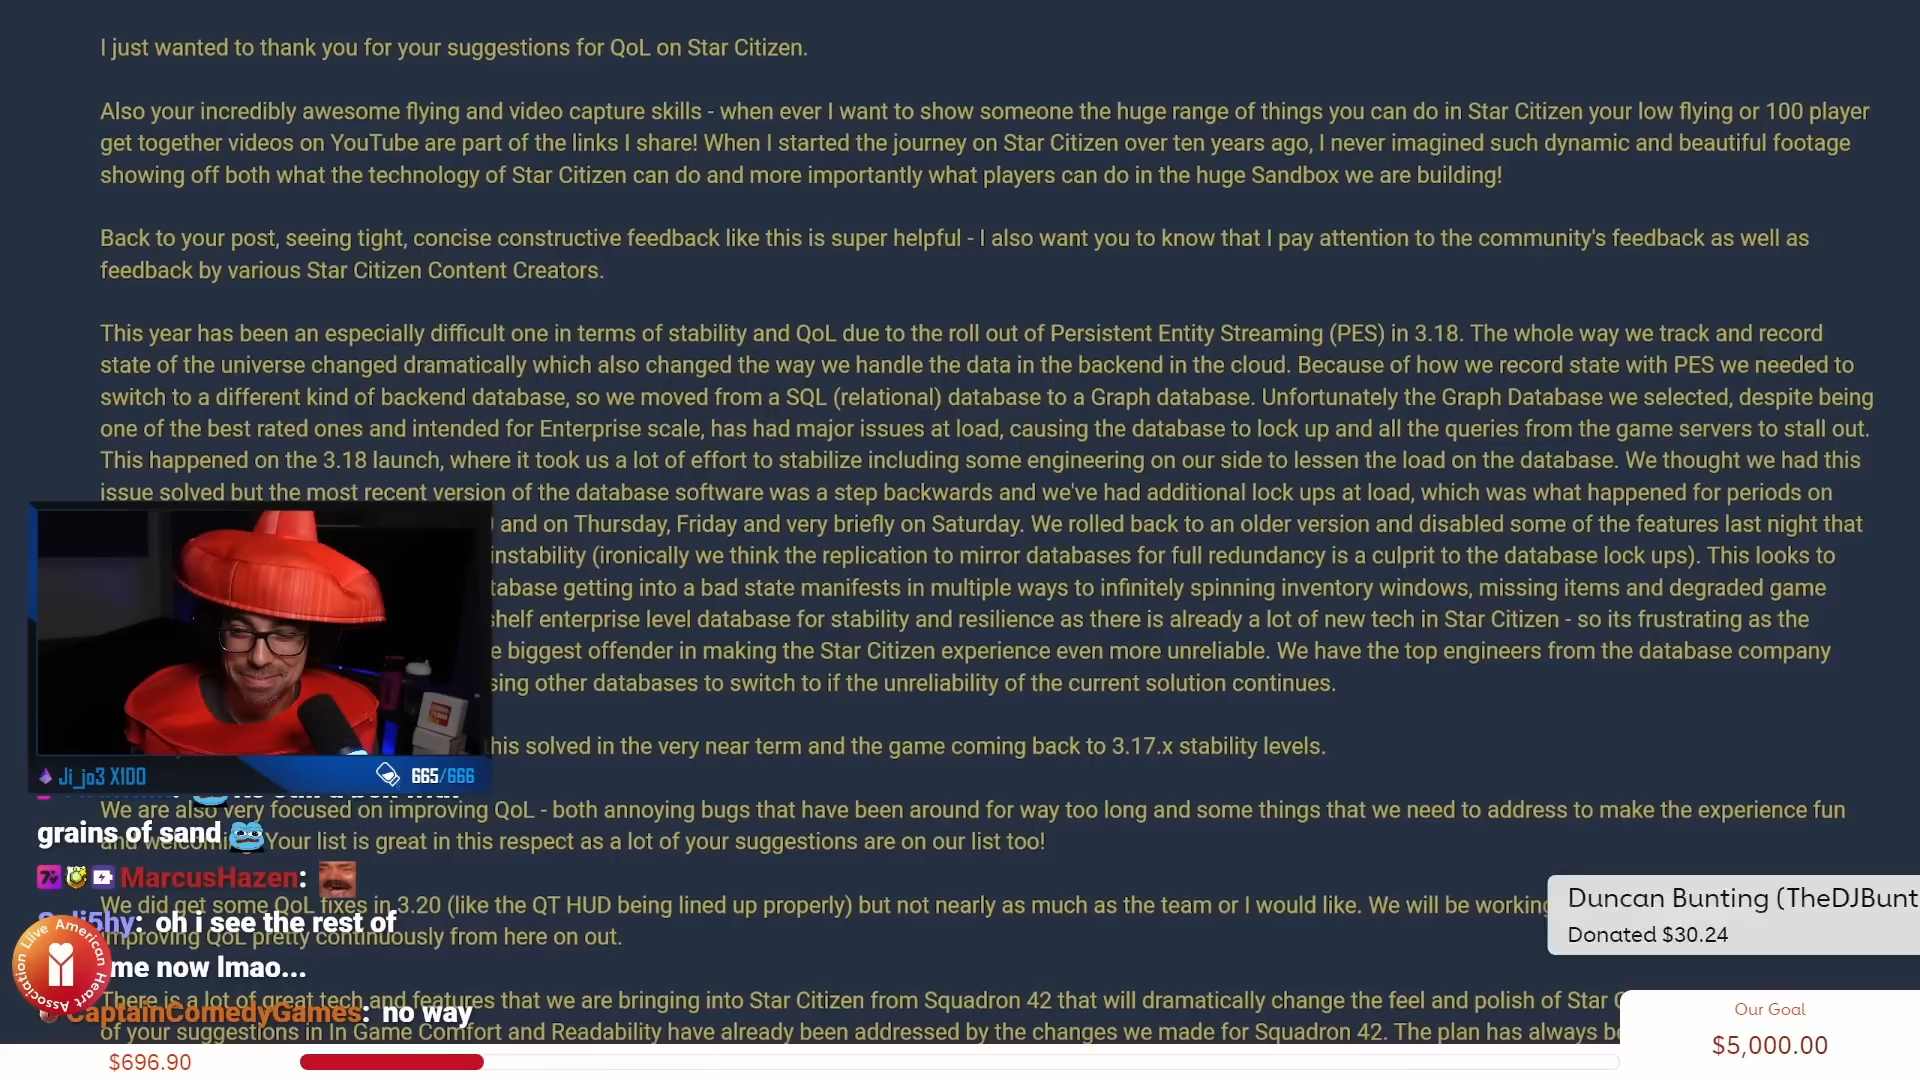 I just wanted to thank you for your suggestions for QoL on Star Citizen.
Also your incredibly awesome flying and video capture skills - when ever I want to show someone the huge range of things you can do in Star Citizen your low flying or 100 player
get together videos on YouTube are part of the links I share! When I started the journey on Star Citizen over ten years ago, I never imagined such dynamic and beautiful footage
showing off both what the technology of Star Citizen can do and more importantly what players can do in the huge Sandbox we are building!
Back to your post, seeing tight, concise constructive feedback like this is super helpful - I also want you to know that I pay attention to the community's feedback as well as
feedback by various Star Citizen Content Creators.
This year has been an especially difficult one in terms of stability and QoL due to the roll out of Persistent Entity Streaming (PES) in 3.18. The whole way we track and record
state of the universe changed dramatically which also changed the way we handle the data in the backend in the cloud. Because of how we record state with PES we needed to
switch to a different kind of backend database, so we moved from a SQL (relational) database to a Graph database. Unfortunately the Graph Database we selected, despite being
one of the best rated ones and intended for Enterprise scale, has had major issues at load, causing the database to lock up and all the queries from the game servers to stall out.
This happened on the 3.18 launch, where it took us a lot of effort to stabilize including some engineering on our side to lessen the load on the database. We thought we had this
issue solved but the most recent version of the database software was a step backwards and we've had additional lock ups at load, which was what happened for periods on
and on Thursday, Friday and very briefly on Saturday. We rolled back to an older version and disabled some of the features last night that
instability (ironically we think the replication to mirror databases for full redundancy is a culprit to the database lock ups). This looks to
tabase getting into a bad state manifests in multiple ways to infinitely spinning inventory windows, missing items and degraded game
shelf enterprise level database for stability and resilience as there is already a lot of new tech in Star Citizen - so its frustrating as the
e biggest offender in making the Star Citizen experience even more unreliable. We have the top engineers from the database company
sing other databases to switch to if the unreliability of the current solution continues.
his solved in the very near term and the game coming back to 3.17.x stability levels.
Ji_jo3 X100
665/666
We are also very focused on improving QoL - both annoying bugs that have been around for way too long and some things that we need to address to make the experience fun
and welcoming. Your list is great in this respect as a lot of your suggestions are on our list too!
grains of sand
MarcusHazen:
We did get some QoL fixes in 3.20 (like the QT HUD being lined up properly) but not nearly as much as the team or I would like. We will be working
improving QoL pretty continuously from here on out.
5hy: oh i see the rest of
me now lmao...
There is a lot of great tech and features that we are bringing into Star Citizen from Squadron 42 that will dramatically change the feel and polish of Star
of your suggestions in In Game Comfort and Readability have already been addressed by the changes we made for Squadron 42. The plan has always be
CaptainComedyGames: no way
Live American Heart Association
Duncan Bunting (TheDJBunt
Donated $30.24
Our Goal
$5,000.00
$696.90